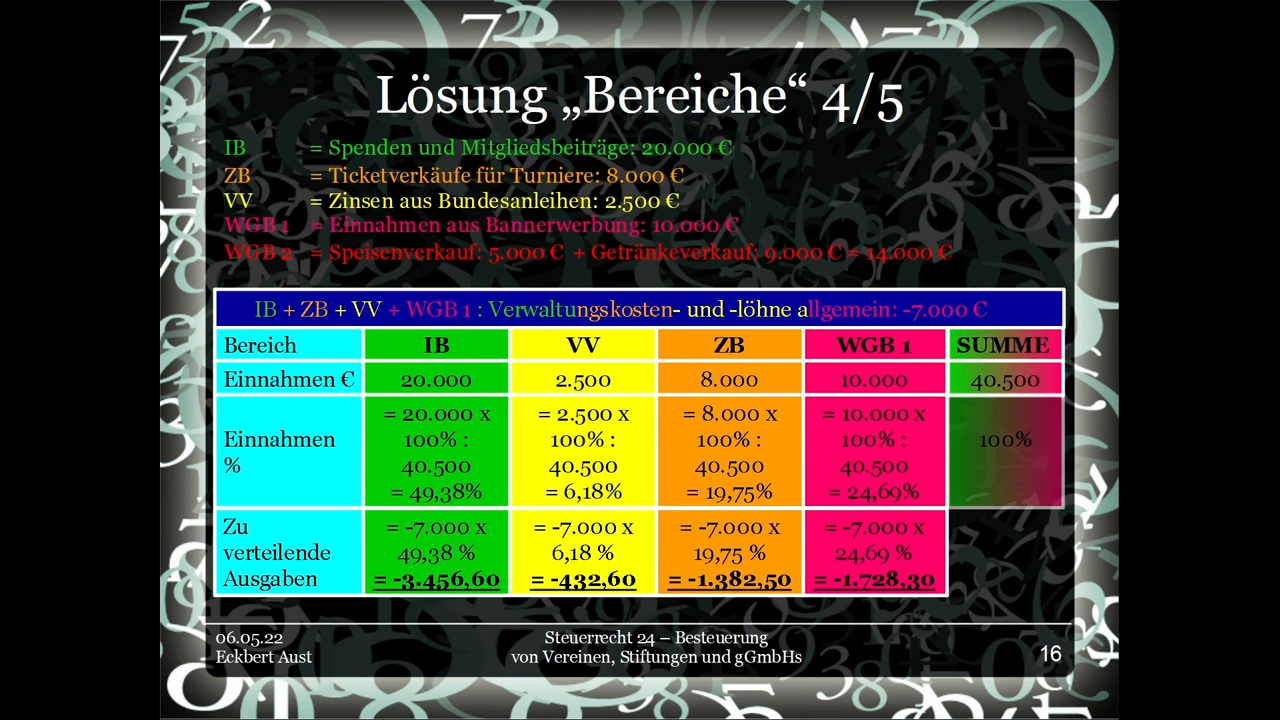 Lösung „Bereiche“ 4/5
IB = Spenden und Mitgliedsbeiträge: 20.000 €
ZB = Ticketverkäufe für Turniere: 8.000 €
VV = Zinsen aus Bundesanleihen: 2.500 €
WGB 1 = Einnahmen aus Bannerwerbung: 10.000 €
WGB 2 = Speisenverkauf: 5.000 € + Getränkeverkauf: 9.000 € = 14.000 €
IB + ZB + VV + WGB 1 : Verwaltungskosten- und -löhne allgemein: -7.000 €
Bereich IB VV ZB WGB 1 SUMME
Einnahmen € 20.000 2.500 8.000 10.000 40.500
Einnahmen
%
= 20.000 x
100% :
40.500
= 49,38%
= 2.500 x
100% :
40.500
= 6,18%
= 8.000 x
100% :
40.500
= 19,75%
= 10.000 x
100% :
40.500
= 24,69%
100%
Zu
verteilende
Ausgaben
= -7.000 x
49,38 %
= -3.456,60
= -7.000 x
6,18 %
= -432,60
= -7.000 x
19,75 %
= -1.382,50
= -7.000 x
24,69 %
= -1.728,30
06.05.22
Eckbert Aust
Steuerrecht 24 – Besteuerung
von Vereinen, Stiftungen und gGmbHs
16